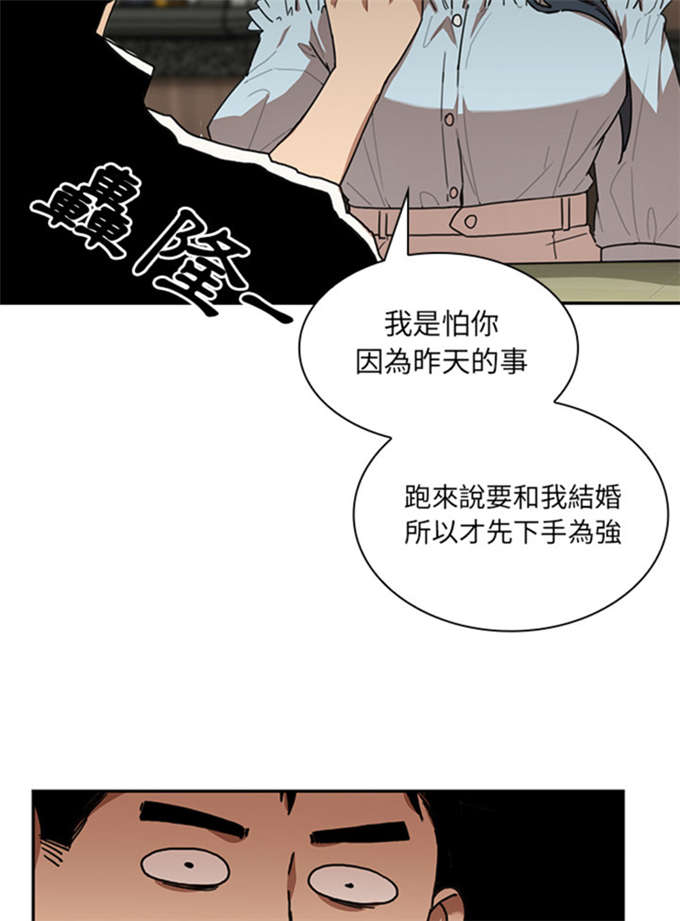 轟隆一
我是怕你
因為昨天的事
跑來說要和我結婚
所以才先下手為強